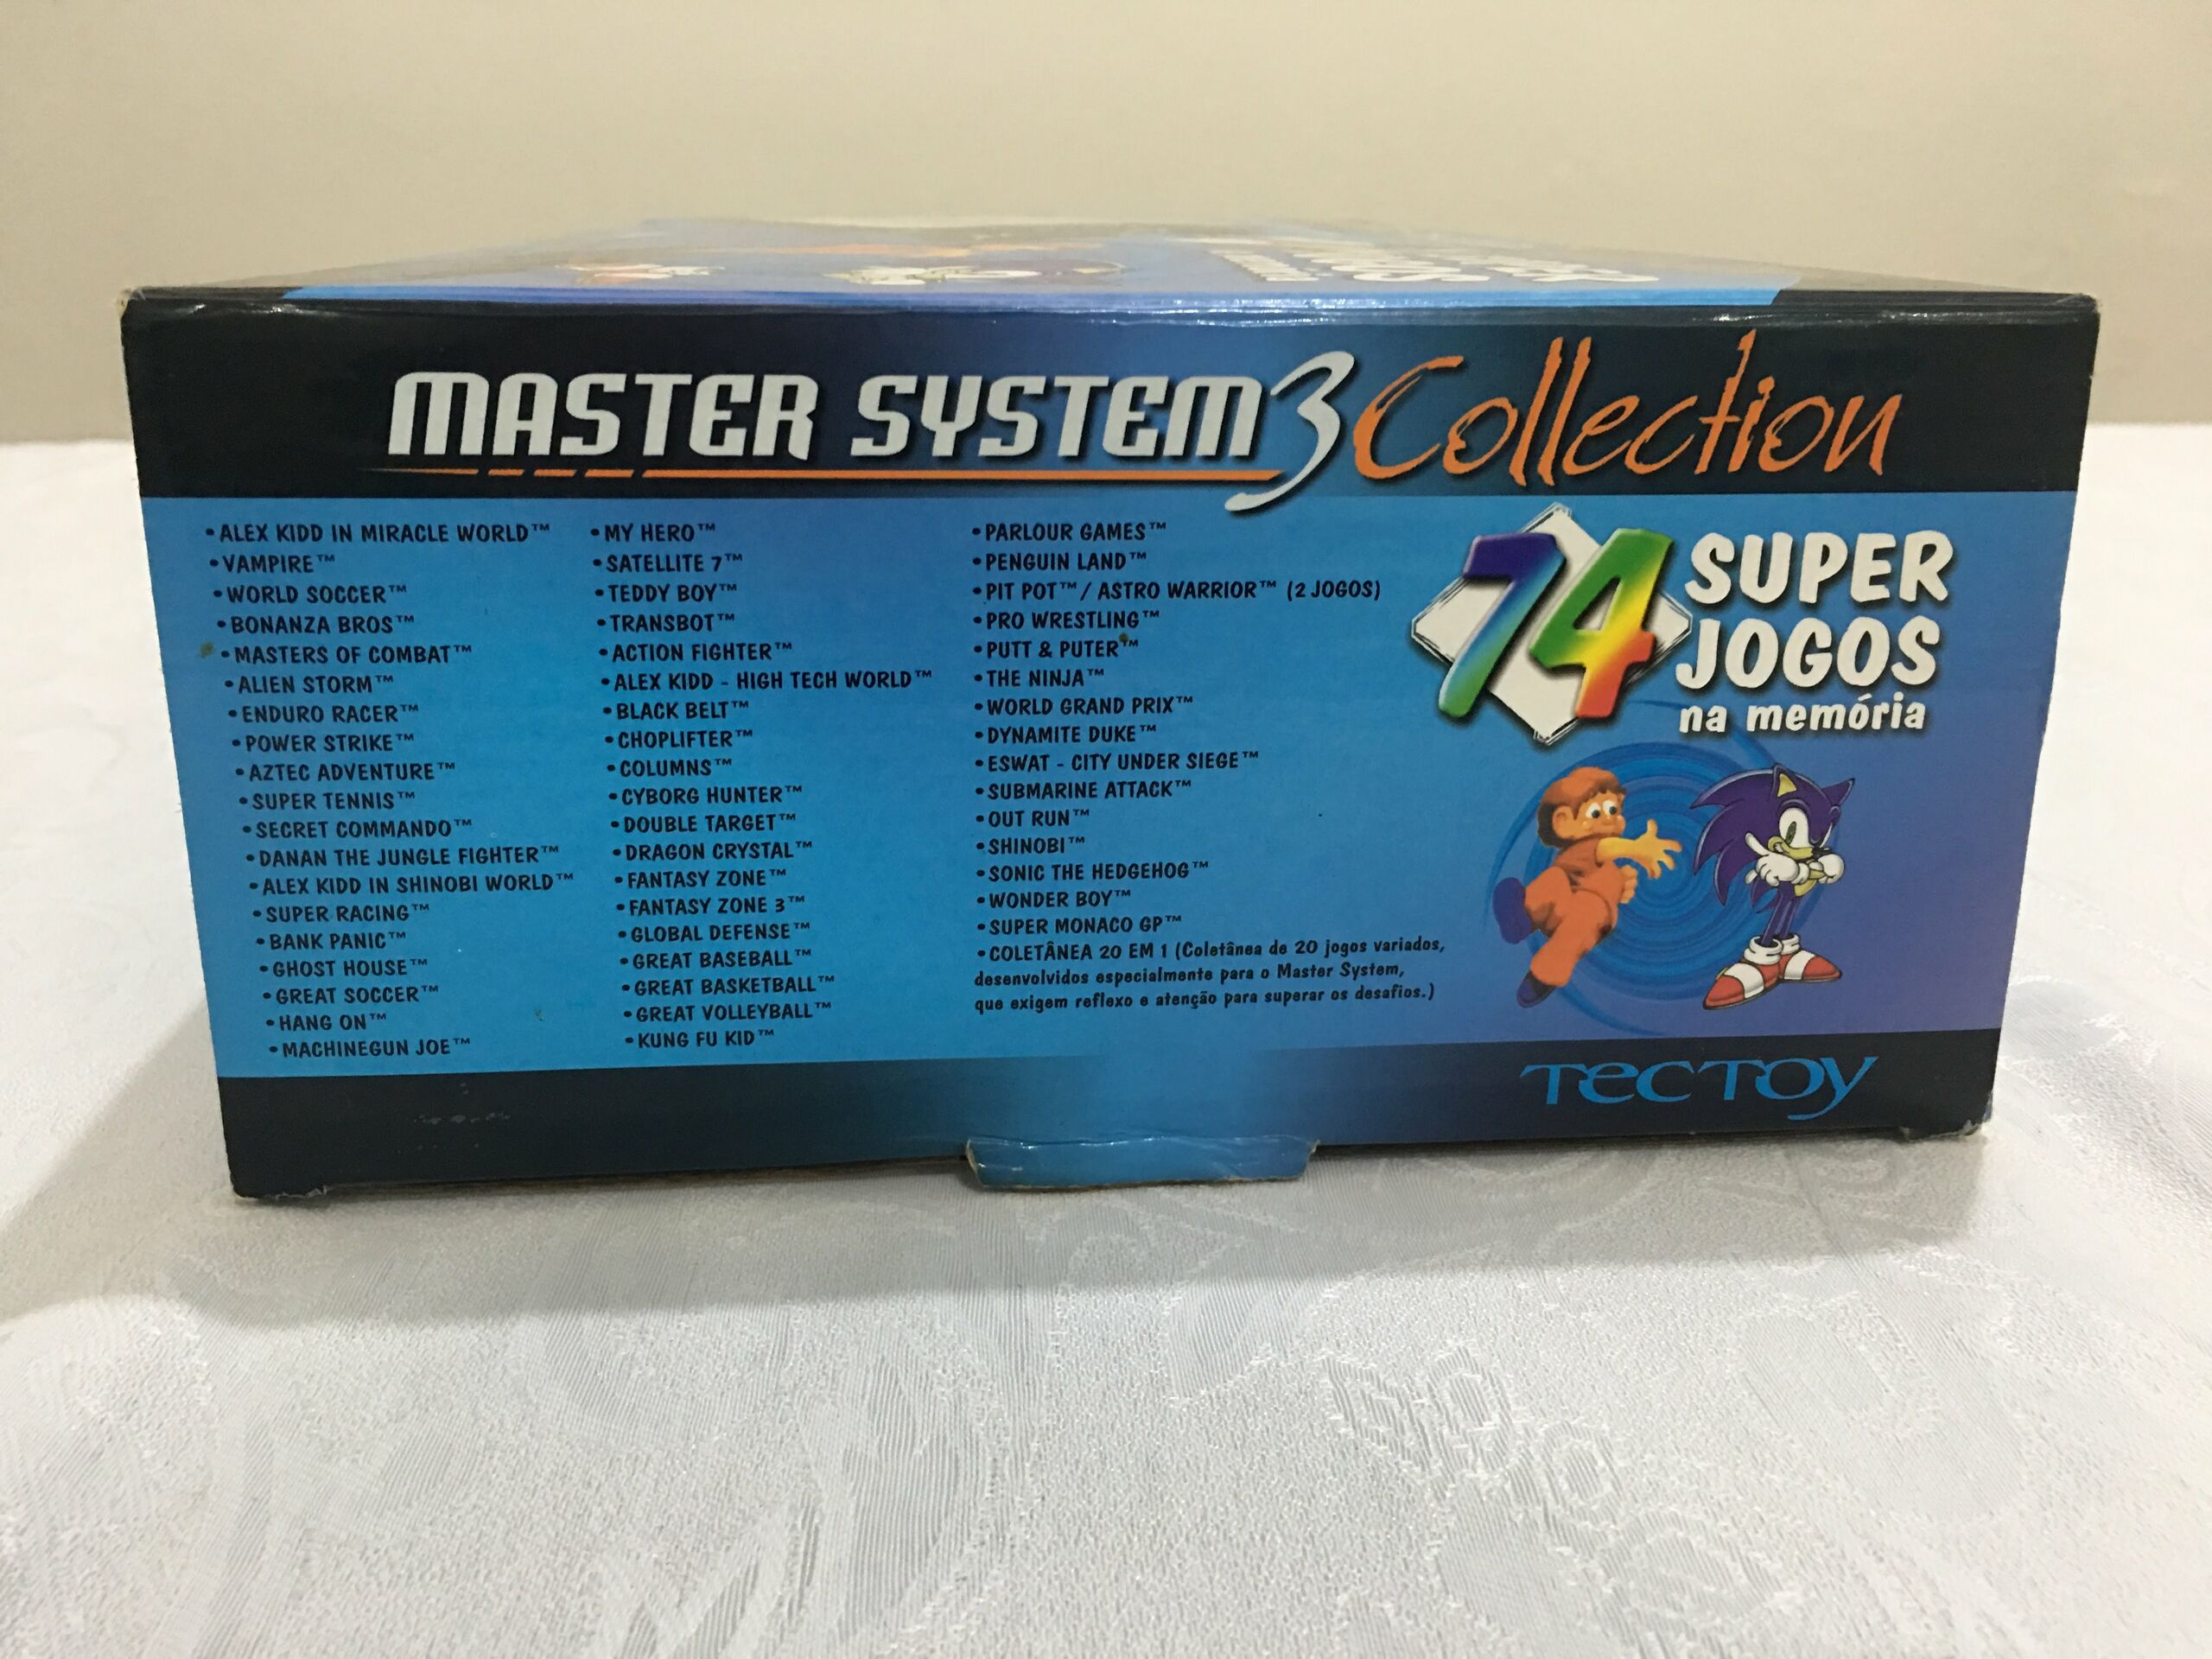 MASTER SYSTEM 3 Collection
• ALEX KIDD IN MIRACLE WORLD™
• VAMPIRE™
• WORLD SOCCER™
• BONANZA BROS™
• MASTERS OF COMBAT™
• ALIEN STORM™
• ENDURO RACER™
• POWER STRIKE™
• AZTEC ADVENTURE™
• SUPER TENNIS™
• SECRET COMMANDO™
• DANAN THE JUNGLE FIGHTER™
• ALEX KIDD IN SHINOBI WORLD™
• SUPER RACING™
• BANK PANIC™
• GHOST HOUSE™
• GREAT SOCCER™
• HANG ON™
• MACHINEGUN JOE™
• MY HERO™
• SATELLITE 7™
• TEDDY BOY™
• TRANSBOT™
• ACTION FIGHTER™
• ALEX KIDD - HIGH TECH WORLD™
• BLACK BELT™
• CHOPLIFTER™
• COLUMNS™
• CYBORG HUNTER™
• DOUBLE TARGET™
• DRAGON CRYSTAL™
• FANTASY ZONE™
• FANTASY ZONE 3™
• GLOBAL DEFENSE™
• GREAT BASEBALL™
• GREAT BASKETBALL™
• GREAT VOLLEYBALL™
• KUNG FU KID™
• PARLOUR GAMES™
• PENGUIN LAND™
• PIT POT™ / ASTRO WARRIOR™ (2 JOGOS)
• PRO WRESTLING™
• PUTT & PUTER™
• THE NINJA™
• WORLD GRAND PRIX™
• DYNAMITE DUKE™
• ESWAT - CITY UNDER SIEGE™
• SUBMARINE ATTACK™
• OUT RUN™
• SHINOBI™
• SONIC THE HEDGEHOG™
• WONDER BOY™
• SUPER MONACO GP™
• COLETÂNEA 20 EM 1 (Coletânea de 20 jogos variados,
desenvolvidos especialmente para o Master System,
que exigem reflexo e atenção para superar os desafios.)
74 SUPER
JOGOS
na memória
TECTOY